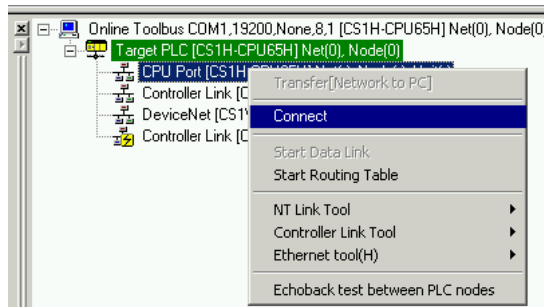 Online Toolbus COM1,19200,None,8,1 [CS1H-CPU65H] Net(0), Node(0
Target PLC [CS1H-CPU65H] Net(0), Node(0)
CPU Port [CS1H
Transfer[Network to PC]
Controller Link [C
Connect
DeviceNet [CS1
Controller Link [C
Start Data Link
Start Routing Table
NT Link Tool
Controller Link Tool
Ethernet tool(H)
Echoback test between PLC nodes